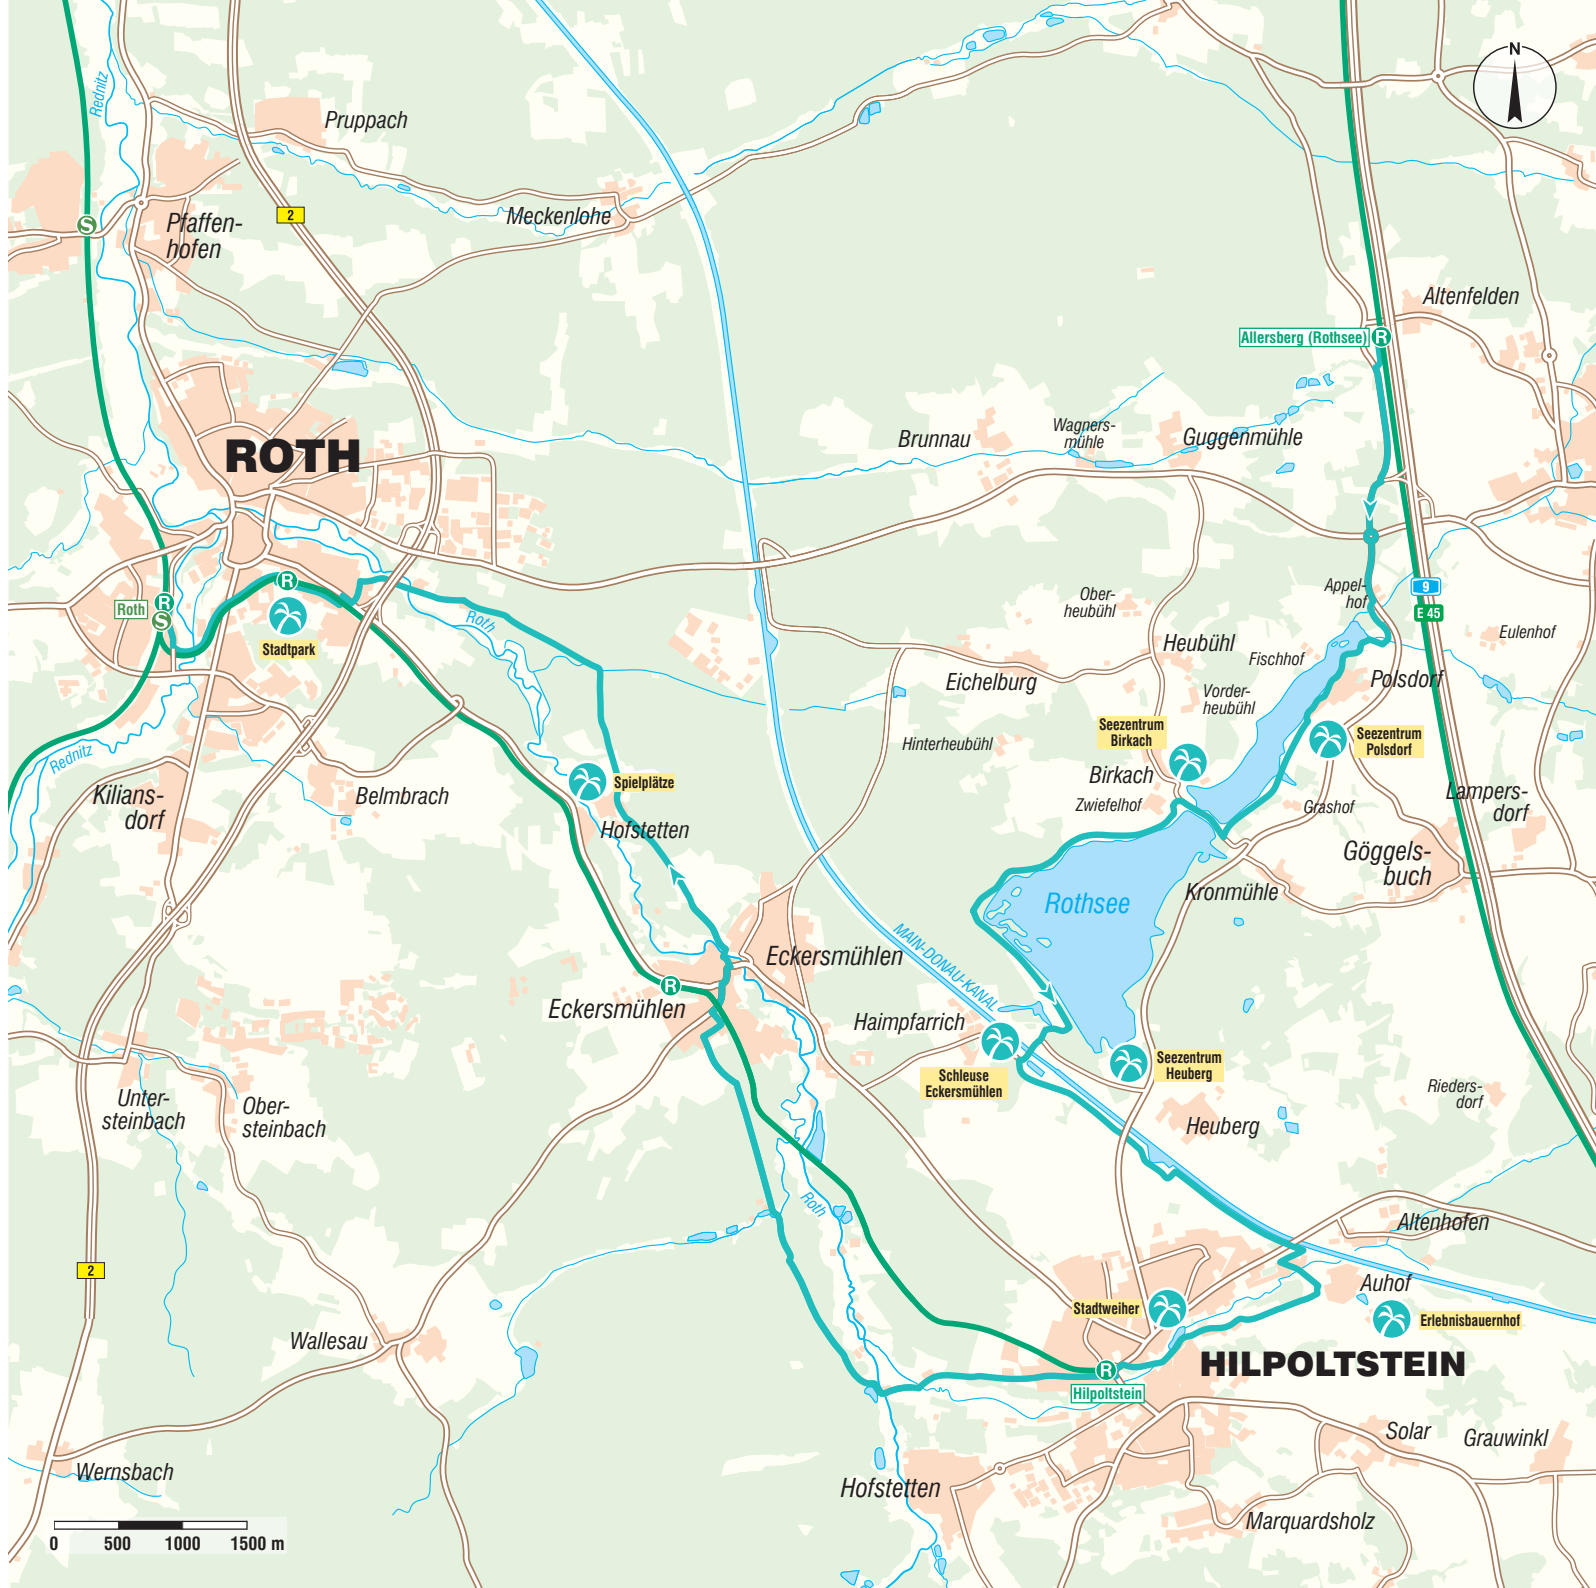 N
Rednitz
Pruppach
2
Meckenlohe
S
Pfaffen-
hofen
Altenfelden
Allersberg (Rothsee)
R
ROTH
Brunnau
Wagners-
mühle
Guggenmühle
R
Roth
R
S
Stadtpark
Roth
Appel-
hof
9
E 45
Ober-
heubühl
Heubühl
Fischhof
Eulenhof
Eichelburg
Polsdorf
Vorder-
heubühl
Seezentrum
Birkach
Seezentrum
Polsdorf
Hinterheubühl
Rednitz
Birkach
Zwiefelhof
Grashof
Lampers-
dorf
Kilians-
dorf
Belmbrach
Spielplätze
Hofstetten
Göggels-
buch
Kronmühle
Rothsee
MAIN-DONAU-KANAL
Eckersmühlen
R
Eckersmühlen
Haimpfarrich
Schleuse
Eckersmühlen
Seezentrum
Heuberg
Unter-
steinbach
Ober-
steinbach
Rieders-
dorf
Heuberg
Roth
Altenhofen
2
Auhof
Stadtweiher
Erlebnisbauernhof
Wallesau
HILPOLTSTEIN
R
Hilpoltstein
Solar
Grauwinkl
Wernsbach
Hofstetten
Marquardsholz
0 500 1000 1500 m